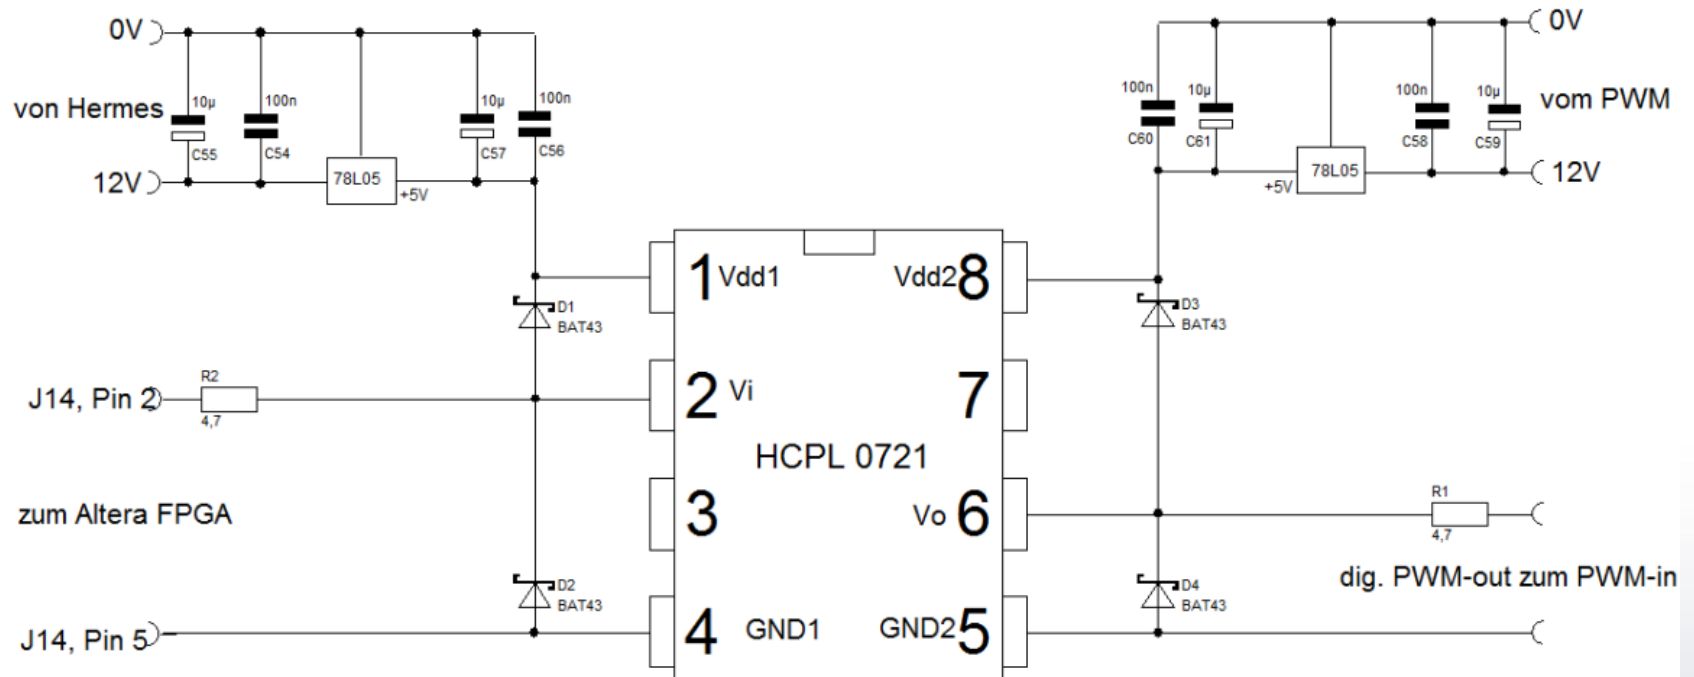 0V
0V
von Hermes
10µ
100n
10µ
100n
100n
10µ
100n
10µ
vom PWM
C55
C54
C57
C56
C60
C61
C58
C59
12V
78L05
+5V
+5V
78L05
12V
1 Vdd1
Vdd2 8
D1
BAT43
D3
BAT43
J14, Pin 2
R2
4,7
2 Vi
7
HCPL 0721
zum Altera FPGA
3
Vo 6
R1
4,7
D2
BAT43
D4
BAT43
dig. PWM-out zum PWM-in
J14, Pin 5
4 GND1
GND2 5